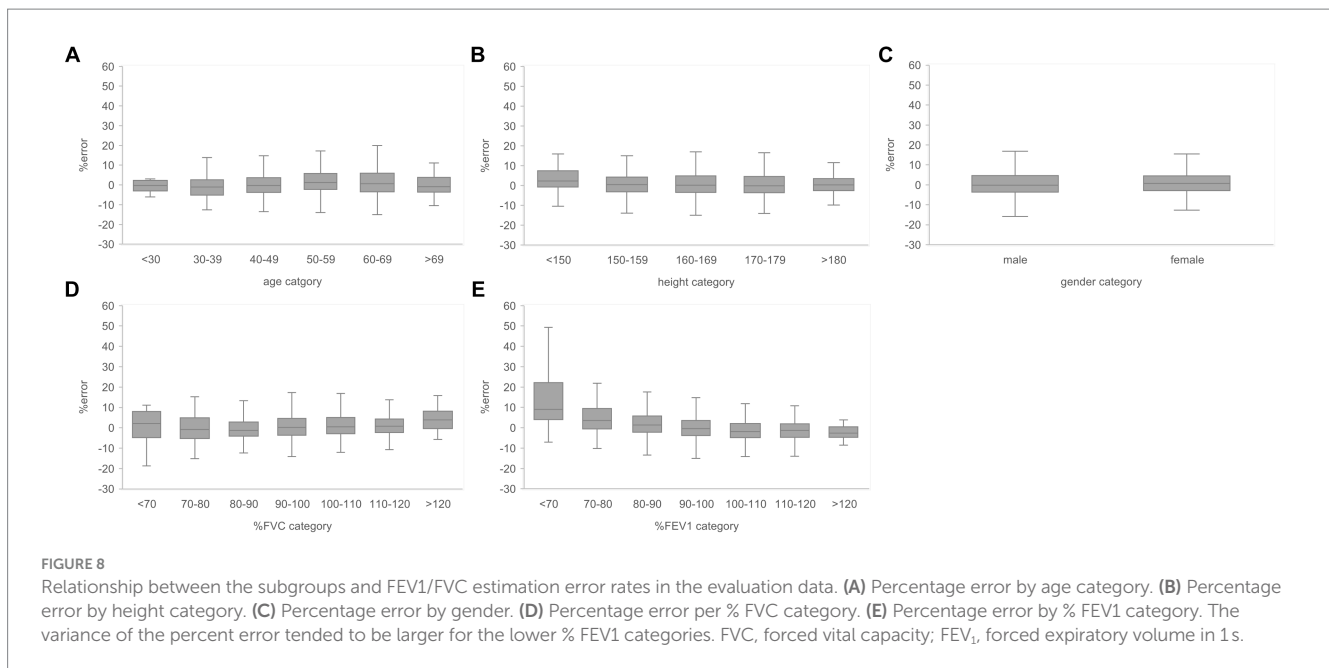 A
60
50
40
30
20
10
0
-10
-20
-30
%error
<30 30-39 40-49 50-59 60-69 >69
age catgory
B
60
50
40
30
20
10
0
-10
-20
-30
%error
<150 150-159 160-169 170-179 >180
height category
C
60
50
40
30
20
10
0
-10
-20
-30
%error
male female
gender category
D
60
50
40
30
20
10
0
-10
-20
-30
%error
<70 70-80 80-90 90-100 100-110 110-120 >120
%FVC category
E
60
50
40
30
20
10
0
-10
-20
-30
%error
<70 70-80 80-90 90-100 100-110 110-120 >120
%FEV1 category
FIGURE 8
Relationship between the subgroups and FEV1/FVC estimation error rates in the evaluation data. (A) Percentage error by age category. (B) Percentage
error by height category. (C) Percentage error by gender. (D) Percentage error per % FVC category. (E) Percentage error by % FEV1 category. The
variance of the percent error tended to be larger for the lower % FEV1 categories. FVC, forced vital capacity; FEV₁, forced expiratory volume in 1 s.